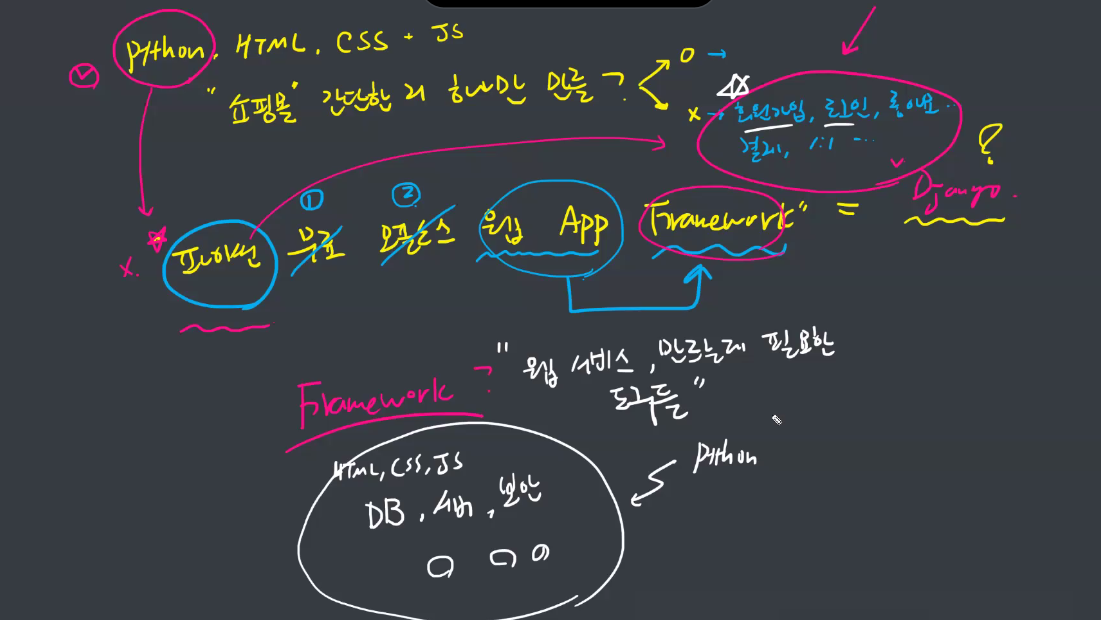 python, HTML, CSS + JS
"쇼핑몰" 간단한 거 하나만 만들 ? O →
X → 회원가입, 로그인, 좋아요 ...
결제, 1:1 ...
?
① ②
X. 파이썬 무료 오픈소스 웹 App Framework" = Django.
Framework ? "웹 서비스, 만드는데 필요한
도구들"
HTML, CSS, JS
python
DB, 서버, 보안